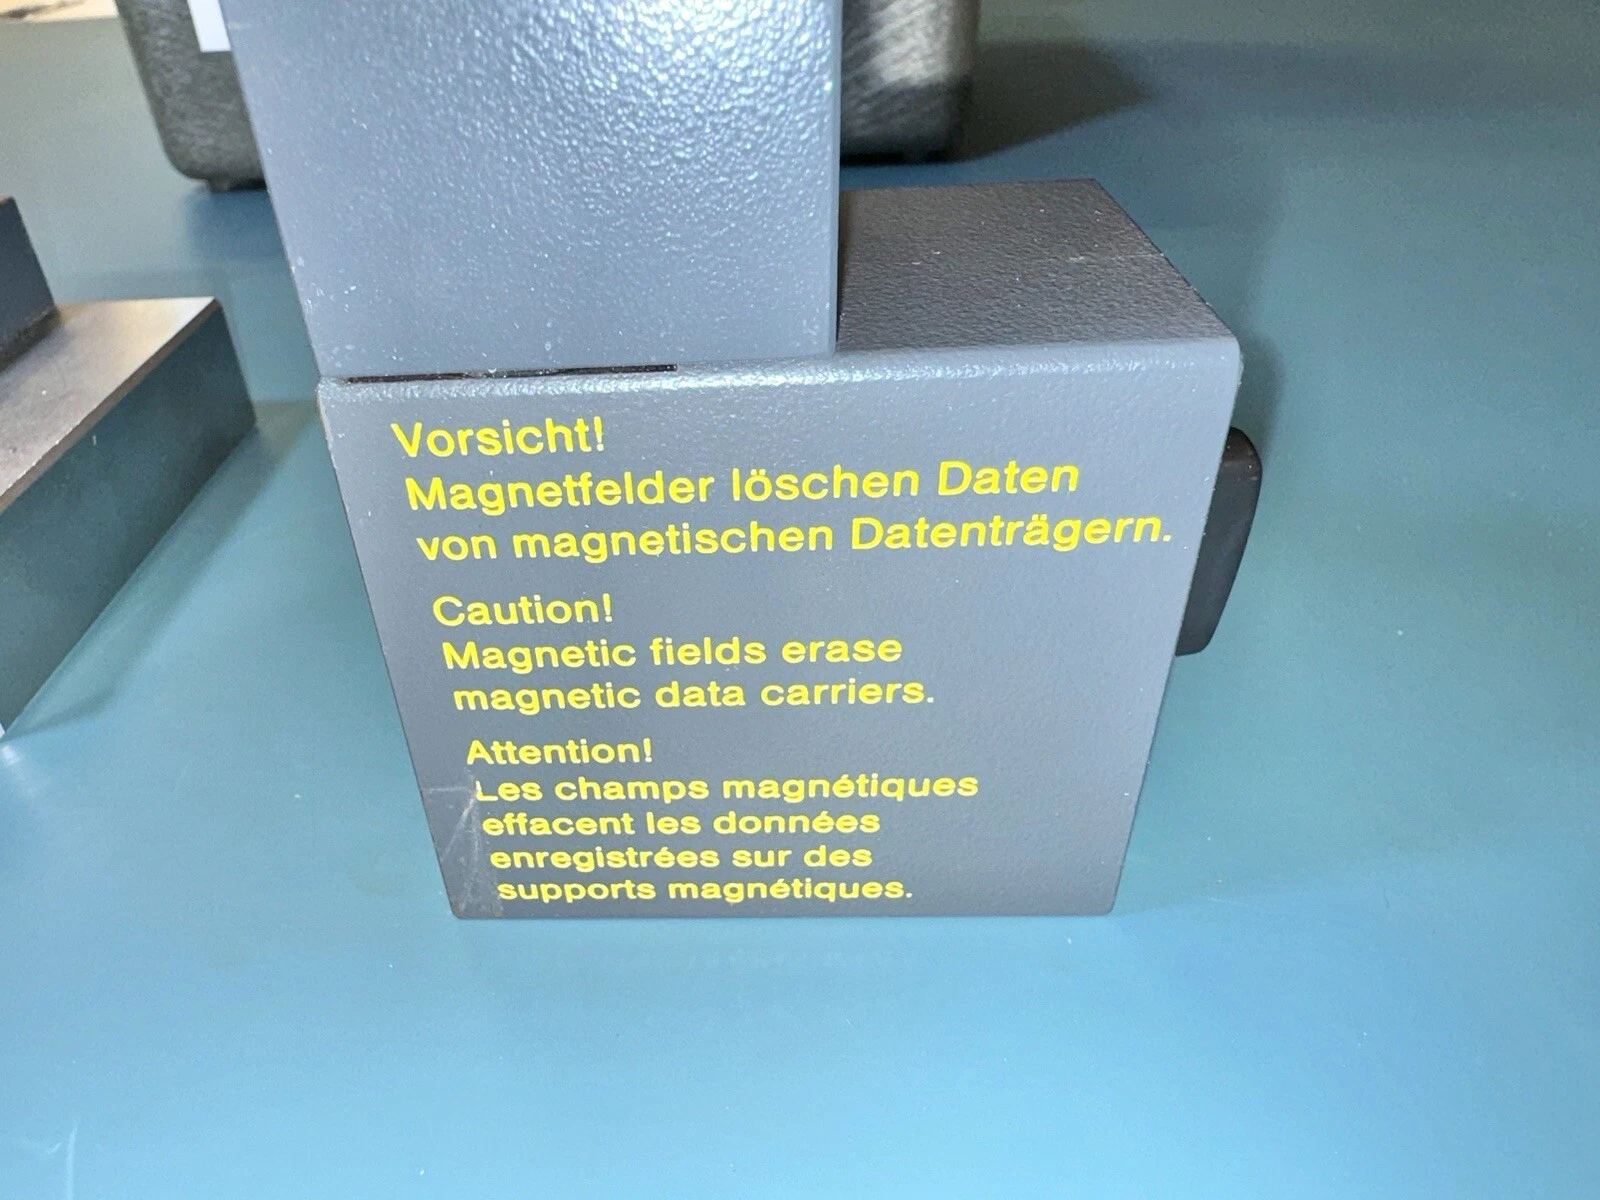 Vorsicht!
Magnetfelder löschen Daten
von magnetischen Datenträgern.
Caution!
Magnetic fields erase
magnetic data carriers.
Attention!
Les champs magnétiques
effacent les données
enregistrées sur des
supports magnétiques.